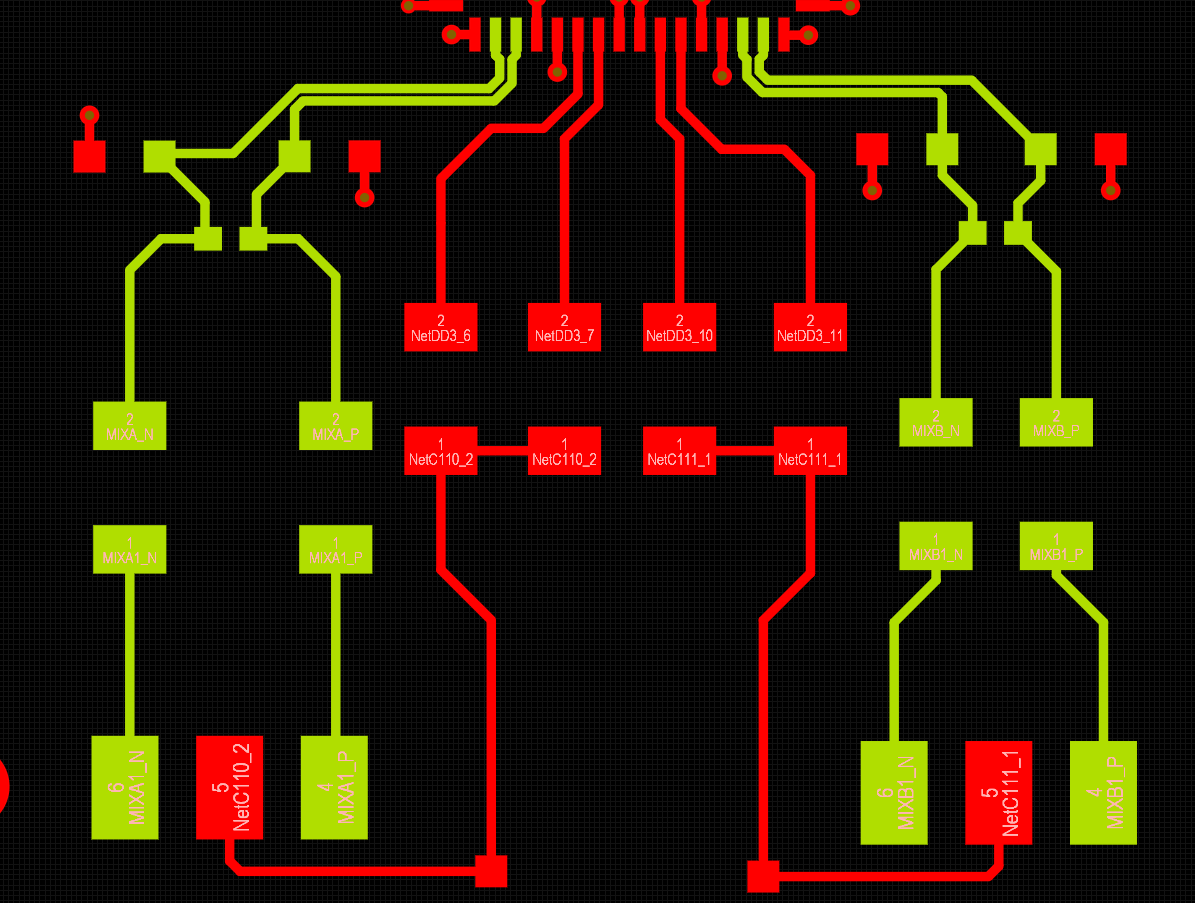 2
NetDD3_6
2
NetDD3_7
2
NetDD3_10
2
NetDD3_11
2
MIXA_N
2
MIXA_P
2
MIXB_N
2
MIXB_P
1
NetC110_2
1
NetC110_2
1
NetC111_1
1
NetC111_1
1
MIXA1_N
1
MIXA1_P
1
MIXB1_N
1
MIXB1_P
6
MIXA1_N
5
NetC110_2
4
MIXA1_P
6
MIXB1_N
5
NetC111_1
4
MIXB1_P